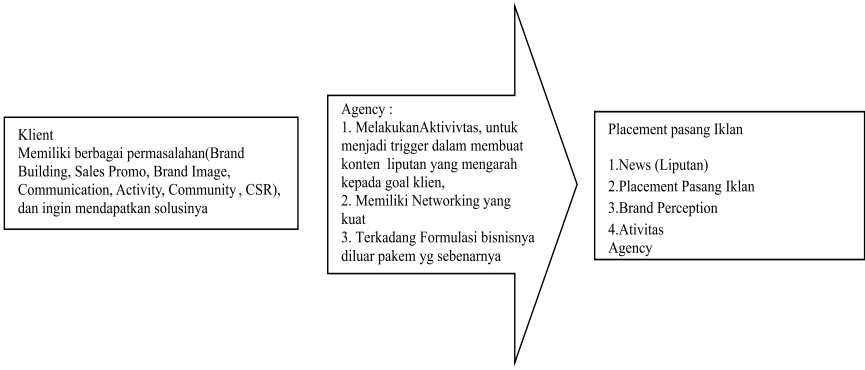 Klient
Memiliki berbagai permasalahan(Brand
Building, Sales Promo, Brand Image,
Communication, Activity, Community , CSR),
dan ingin mendapatkan solusinya
Agency :
1. MelakukanAktivivtas, untuk
menjadi trigger dalam membuat
konten liputan yang mengarah
kepada goal klien,
2. Memiliki Networking yang
kuat
3. Terkadang Formulasi bisnisnya
diluar pakem yg sebenarnya
Placement pasang Iklan
1.News (Liputan)
2.Placement Pasang Iklan
3.Brand Perception
4.Ativitas
Agency